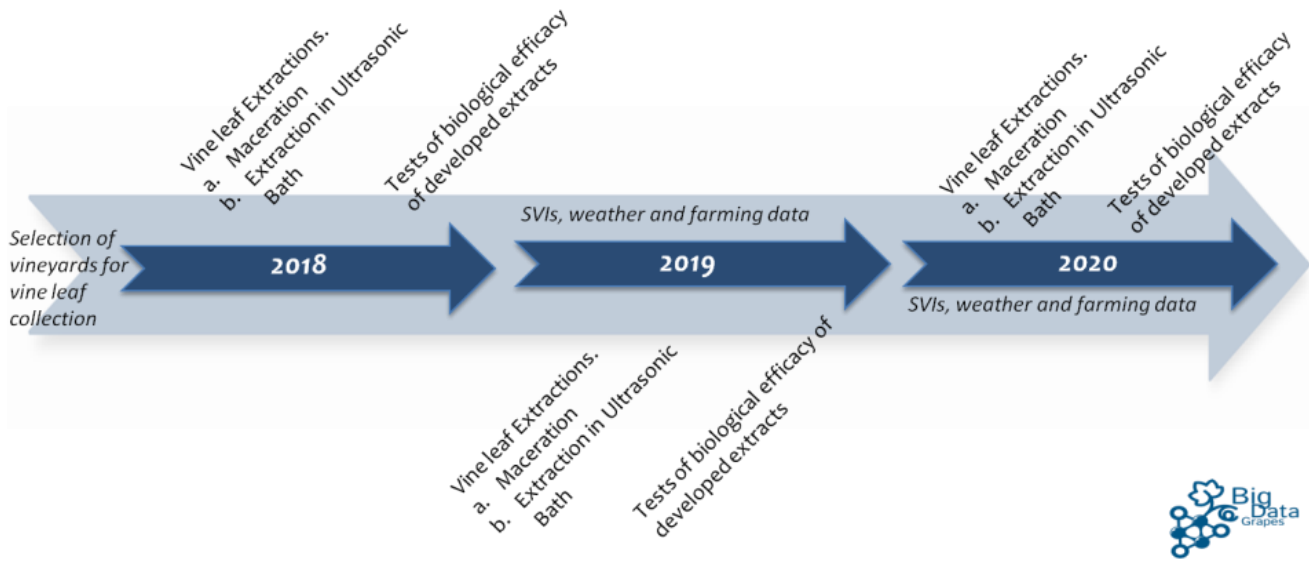 Selection of
vineyards for
vine leaf
collection
Vine leaf Extractions.
a. Maceration
b. Extraction in Ultrasonic
Bath
Tests of biological efficacy
of developed extracts
2018
SVIs, weather and farming data
2019
Vine leaf Extractions.
a. Maceration
b. Extraction in Ultrasonic
Bath
Tests of biological efficacy of
developed extracts
Vine leaf Extractions.
a. Maceration
b. Extraction in Ultrasonic
Bath
Tests of biological efficacy
of developed extracts
2020
SVIs, weather and farming data
Big
Data
Grapes